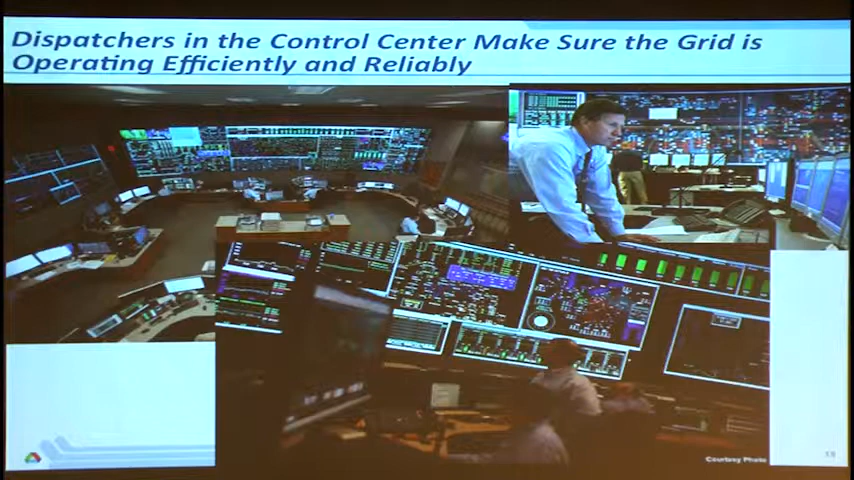 Dispatchers in the Control Center Make Sure the Grid is
Operating Efficiently and Reliably
Courtesy Photo